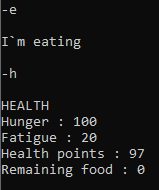 -e
I`m eating
-h
HEALTH
Hunger : 100
Fatigue : 20
Health points : 97
Remaining food : 0